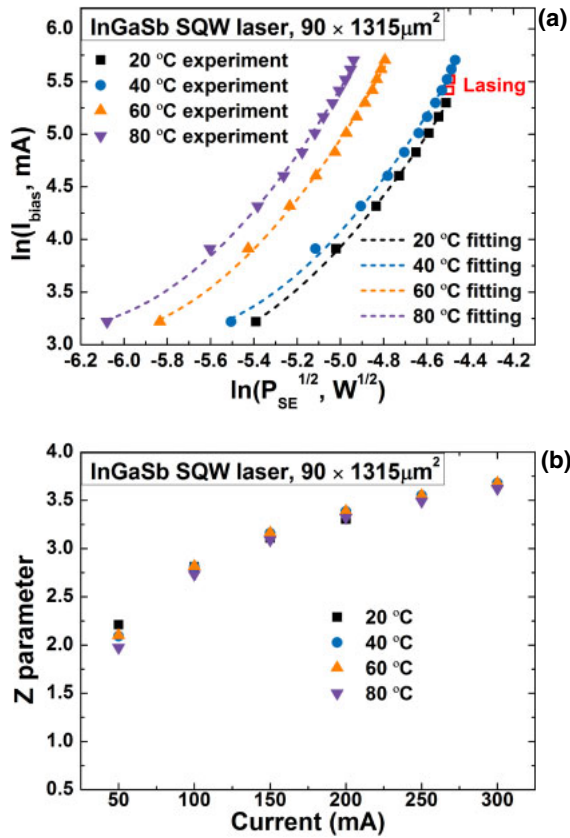 InGaSb SQW laser, 90 × 1315μm²
(a)
20 °C experiment
40 °C experiment
60 °C experiment
80 °C experiment
Lasing
20 °C fitting
40 °C fitting
60 °C fitting
80 °C fitting
6.0
5.5
5.0
4.5
4.0
3.5
3.0
ln(I_bias, mA)
-6.2 -6.0 -5.8 -5.6 -5.4 -5.2 -5.0 -4.8 -4.6 -4.4 -4.2
ln(P_SE^1/2, W^1/2)
InGaSb SQW laser, 90 × 1315μm²
(b)
4.0
3.5
3.0
2.5
2.0
1.5
1.0
0.5
Z parameter
20 °C
40 °C
60 °C
80 °C
50 100 150 200 250 300
Current (mA)